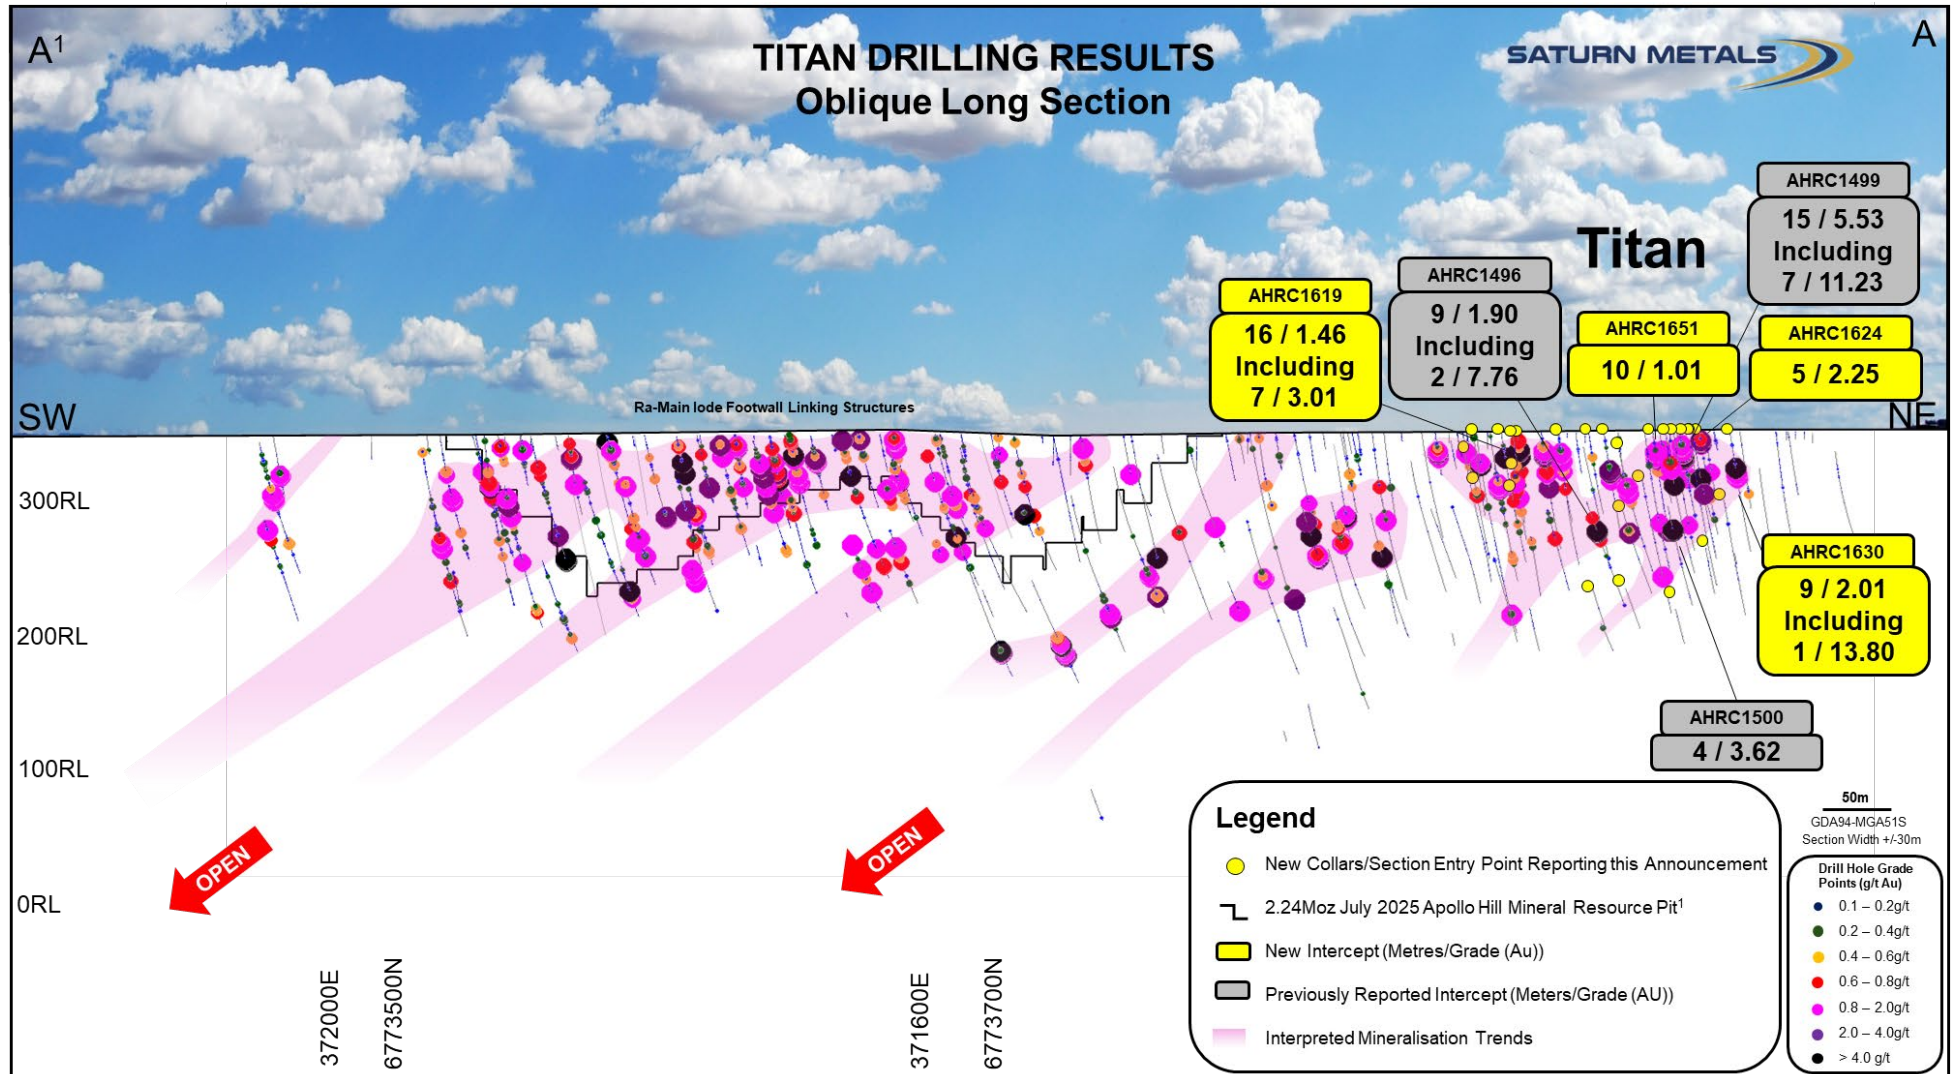 A¹
TITAN DRILLING RESULTS
Oblique Long Section
SATURN METALS
A
Titan
AHRC1499
15 / 5.53
Including
7 / 11.23
AHRC1496
9 / 1.90
Including
2 / 7.76
AHRC1619
16 / 1.46
Including
7 / 3.01
AHRC1651
10 / 1.01
AHRC1624
5 / 2.25
SW
Ra-Main lode Footwall Linking Structures
NE
300RL
200RL
100RL
0RL
AHRC1630
9 / 2.01
Including
1 / 13.80
AHRC1500
4 / 3.62
OPEN
OPEN
372000E
6773500N
371600E
6773700N
Legend
New Collars/Section Entry Point Reporting this Announcement
2.24Moz July 2025 Apollo Hill Mineral Resource Pit¹
New Intercept (Metres/Grade (Au))
Previously Reported Intercept (Meters/Grade (AU))
Interpreted Mineralisation Trends
50m
GDA94-MGA51S
Section Width +/-30m
Drill Hole Grade
Points (g/t Au)
0.1 – 0.2g/t
0.2 – 0.4g/t
0.4 – 0.6g/t
0.6 – 0.8g/t
0.8 – 2.0g/t
2.0 – 4.0g/t
> 4.0 g/t